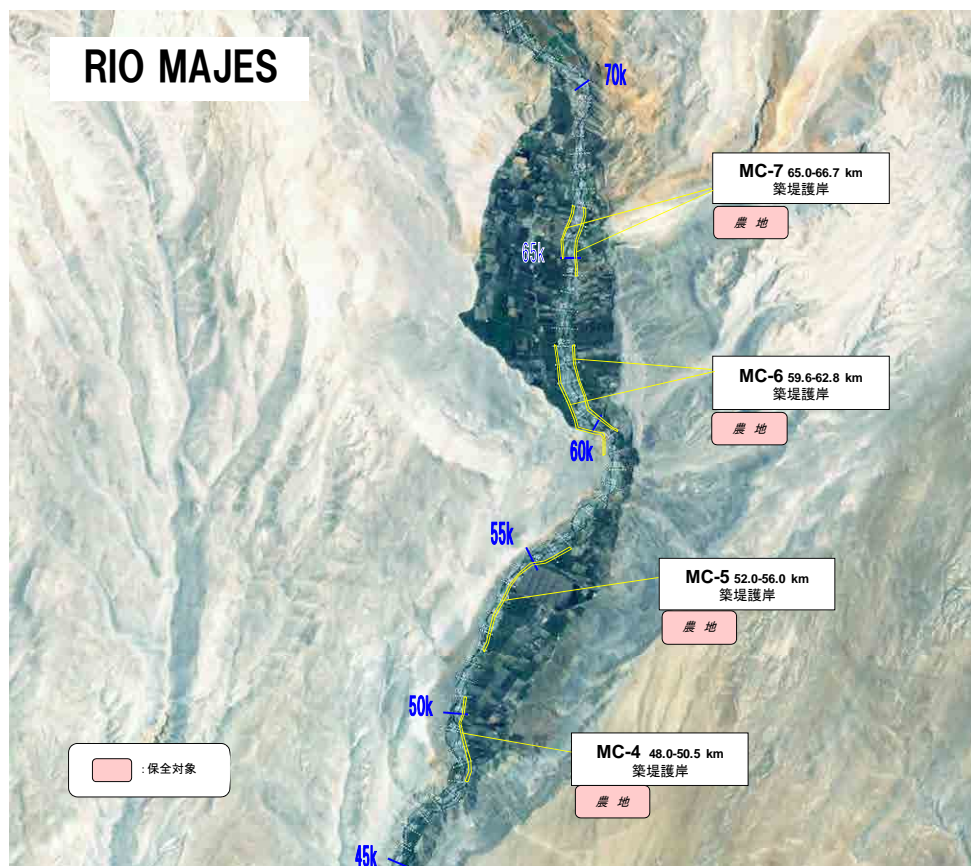 RIO MAJES
70k
MC-7 65.0-66.7 km
築堤護岸
農 地
65k
MC-6 59.6-62.8 km
築堤護岸
農 地
60k
55k
MC-5 52.0-56.0 km
築堤護岸
農 地
50k
MC-4 48.0-50.5 km
築堤護岸
農 地
：保全対象
45k